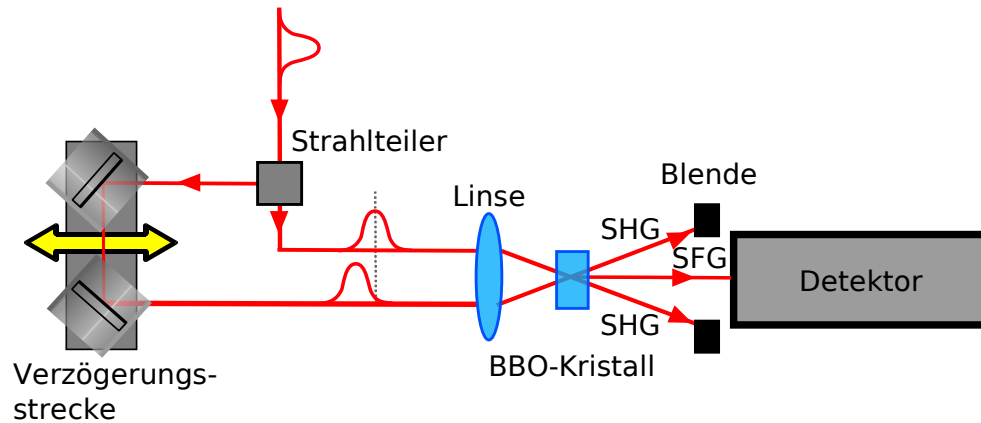 Strahlteiler
Linse
Blende
SHG
SFG
Detektor
SHG
BBO-Kristall
Verzögerungs-
strecke